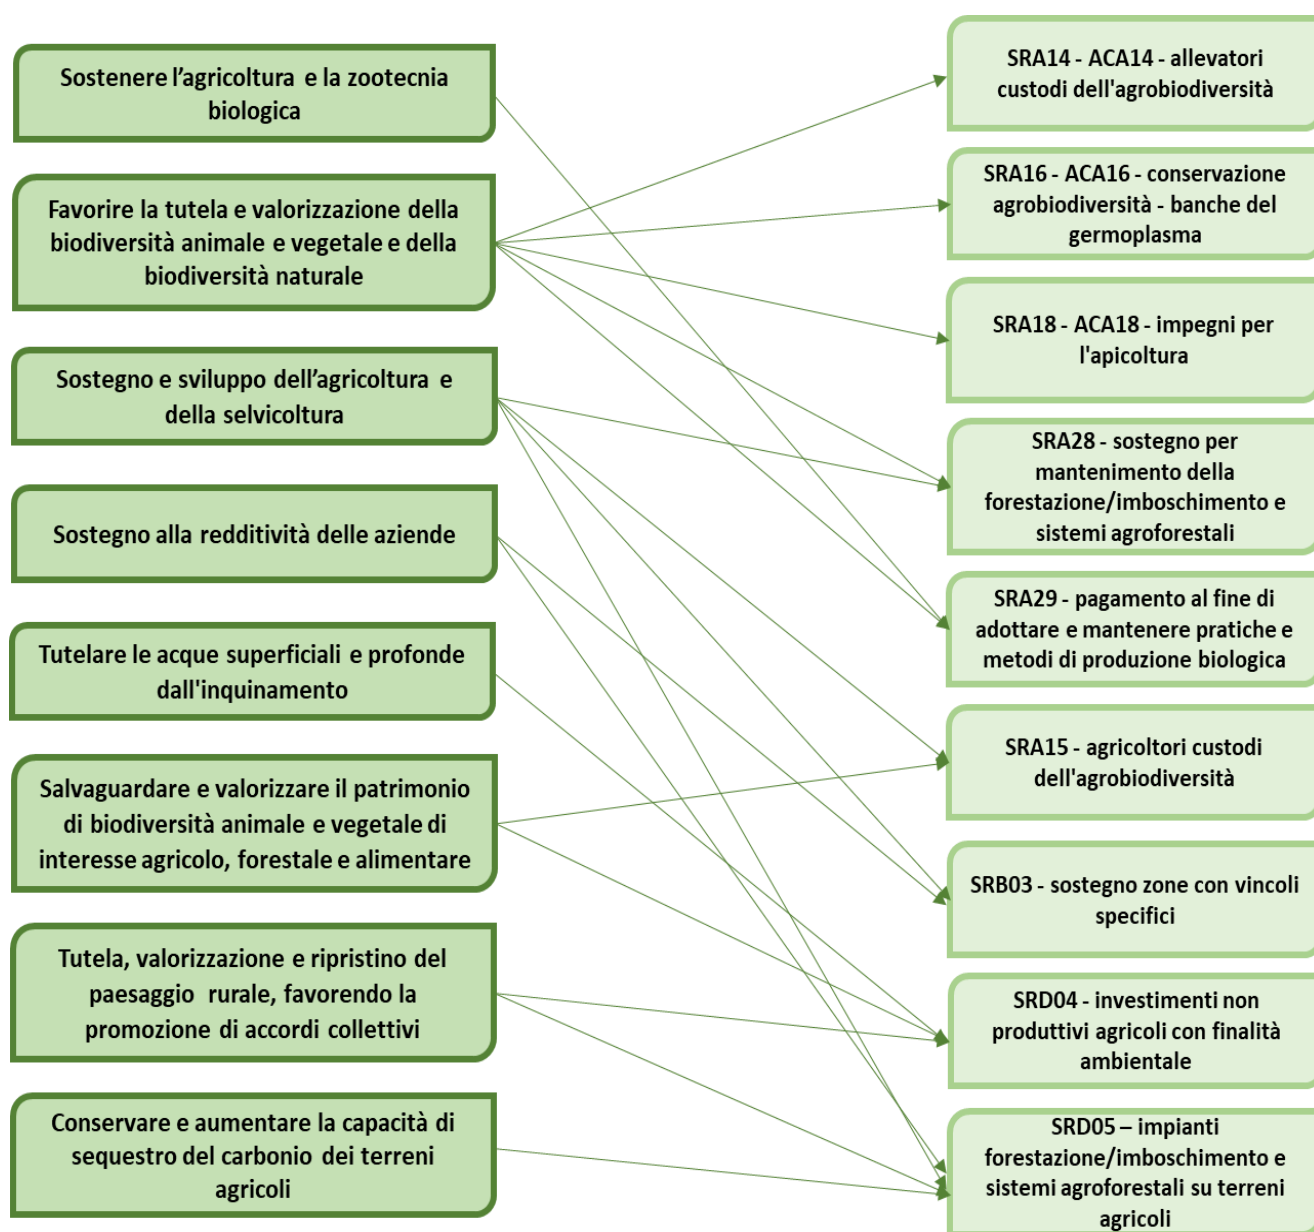 Sostenere l'agricoltura e la zootecnia
biologica
Favorire la tutela e valorizzazione della
biodiversità animale e vegetale e della
biodiversità naturale
Sostegno e sviluppo dell'agricoltura e
della selvicoltura
Sostegno alla redditività delle aziende
Tutelare le acque superficiali e profonde
dall'inquinamento
Salvaguardare e valorizzare il patrimonio
di biodiversità animale e vegetale di
interesse agricolo, forestale e alimentare
Tutela, valorizzazione e ripristino del
paesaggio rurale, favorendo la
promozione di accordi collettivi
Conservare e aumentare la capacità di
sequestro del carbonio dei terreni
agricoli
SRA14 - ACA14 - allevatori
custodi dell'agrobiodiversità
SRA16 - ACA16 - conservazione
agrobiodiversità - banche del
germoplasma
SRA18 - ACA18 - impegni per
l'apicoltura
SRA28 - sostegno per
mantenimento della
forestazione/imboschimento e
sistemi agroforestali
SRA29 - pagamento al fine di
adottare e mantenere pratiche e
metodi di produzione biologica
SRA15 - agricoltori custodi
dell'agrobiodiversità
SRB03 - sostegno zone con vincoli
specifici
SRD04 - investimenti non
produttivi agricoli con finalità
ambientale
SRD05 – impianti
forestazione/imboschimento e
sistemi agroforestali su terreni
agricoli